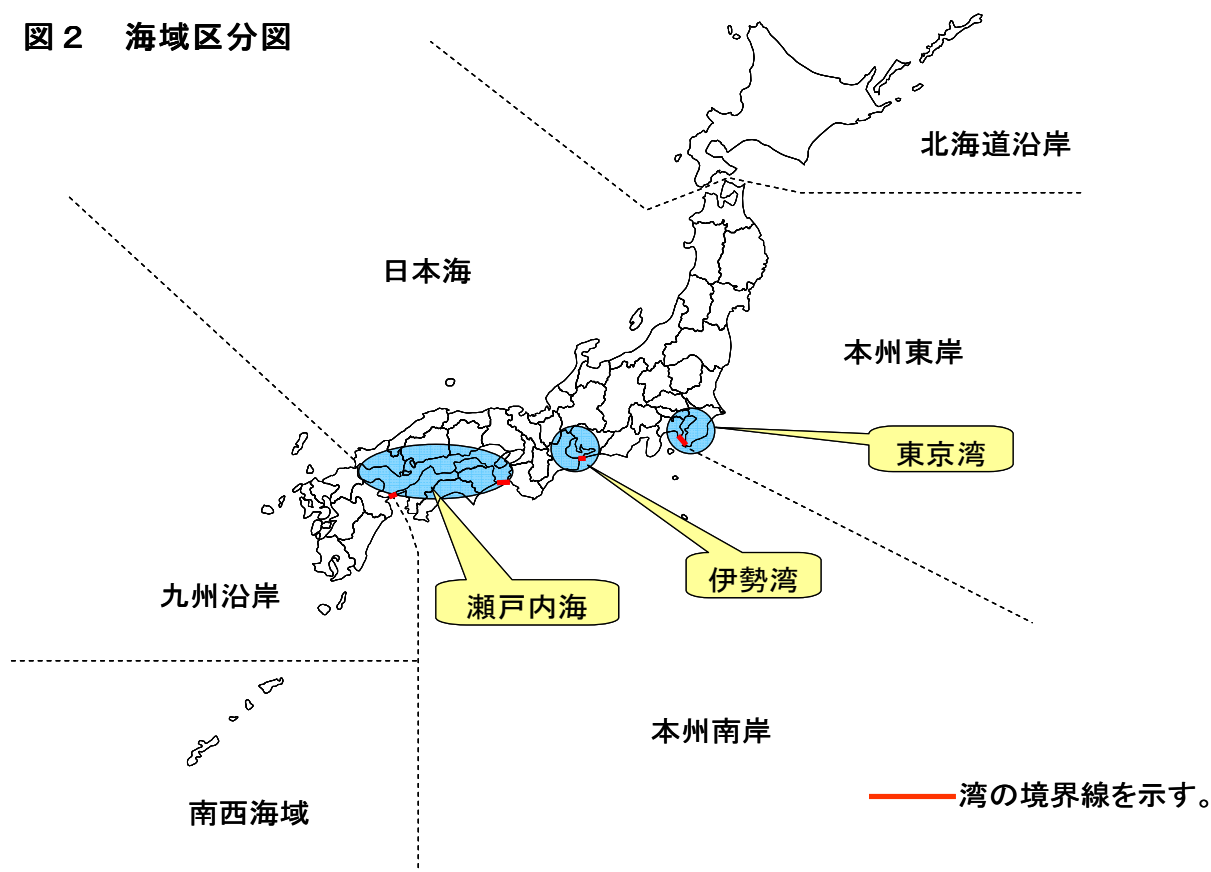 図２　海域区分図
北海道沿岸
日本海
本州東岸
東京湾
伊勢湾
九州沿岸
瀬戸内海
本州南岸
湾の境界線を示す。
南西海域